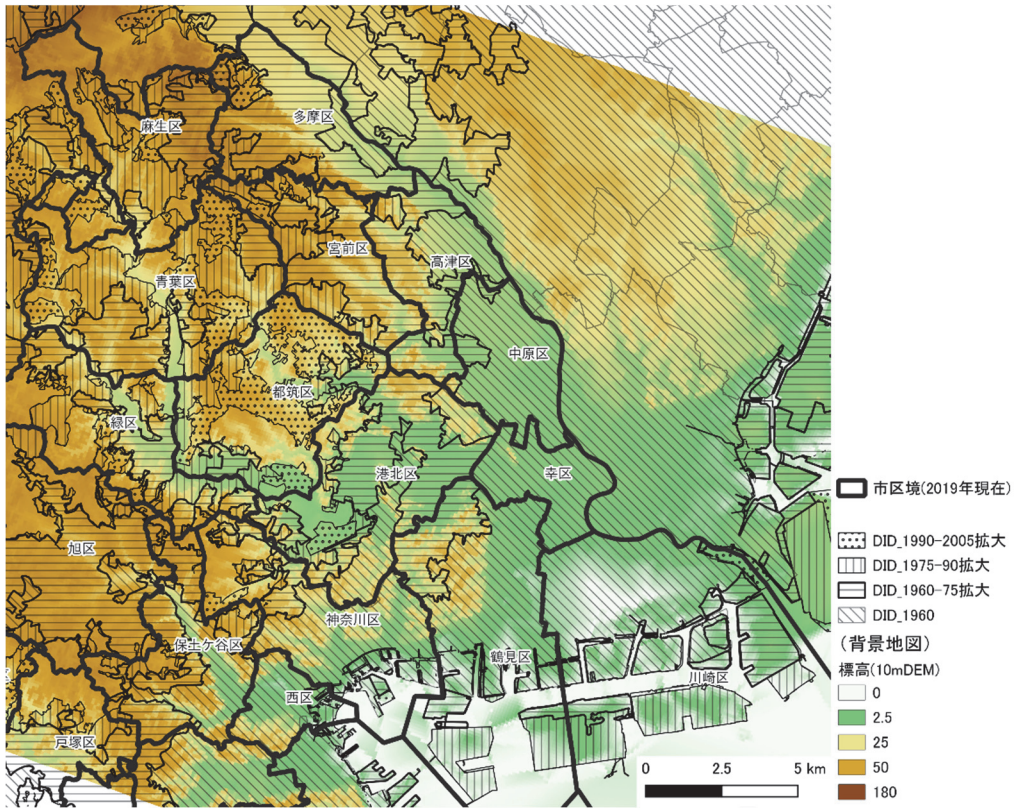 多摩区
麻生区
宮前区
高津区
青葉区
中原区
都筑区
緑区
港北区
幸区
旭区
神奈川区
保土ケ谷区
鶴見区
川崎区
西区
戸塚区
市区境(2019年現在)
DID_1990-2005拡大
DID_1975-90拡大
DID_1960-75拡大
DID_1960
(背景地図)
標高(10mDEM)
0
2.5
25
50
180
0 2.5 5 km